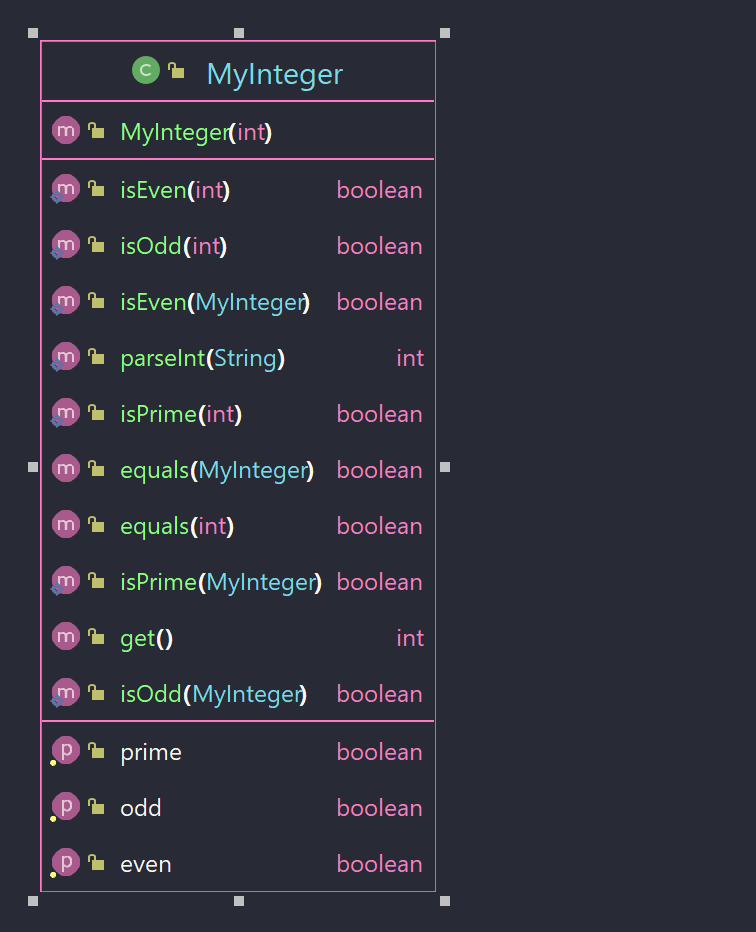 C MyInteger
m MyInteger(int)
m isEven(int) boolean
m isOdd(int) boolean
m isEven(MyInteger) boolean
m parseInt(String) int
m isPrime(int) boolean
m equals(MyInteger) boolean
m equals(int) boolean
m isPrime(MyInteger) boolean
m get() int
m isOdd(MyInteger) boolean
p prime boolean
p odd boolean
p even boolean